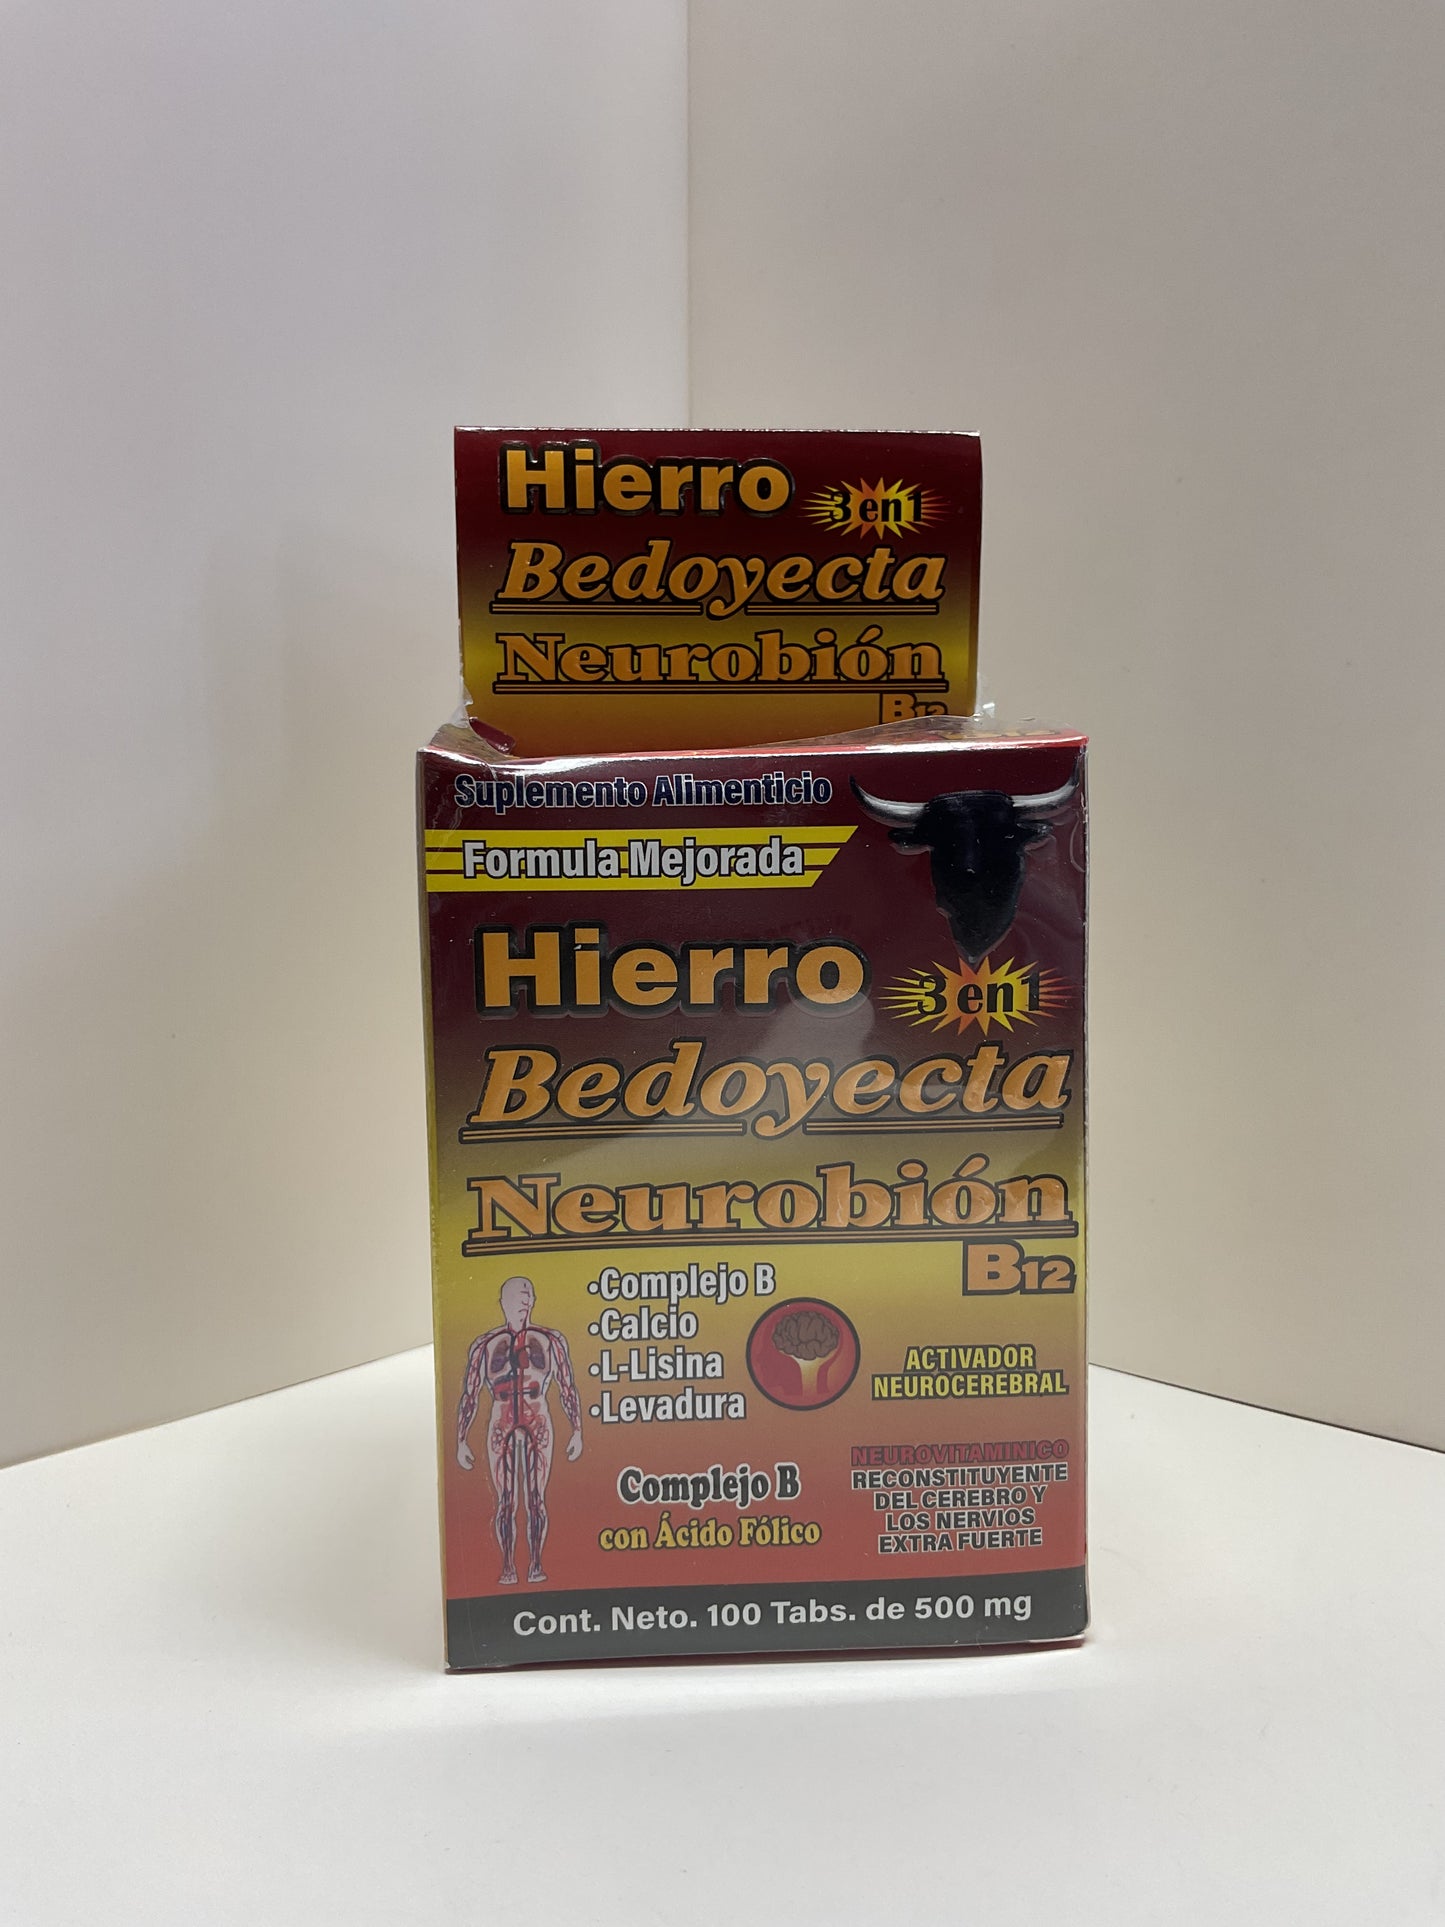 Hierro
3 en 1
Bedoyecta
Neurobión
B12
Suplemento Alimenticio
Formula Mejorada
Hierro
3 en 1
Bedoyecta
Neurobión
B12
•Complejo B
•Calcio
•L-Lisina
•Levadura
ACTIVADOR
NEUROCEREBRAL
Complejo B
con Ácido Fólico
NEUROVITAMINICO
RECONSTITUYENTE
DEL CEREBRO Y
LOS NERVIOS
EXTRA FUERTE
Cont. Neto. 100 Tabs. de 500 mg